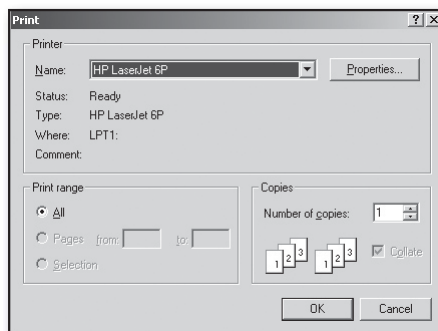 Print
Printer
Name: HP LaserJet 6P Properties...
Status: Ready
Type: HP LaserJet 6P
Where: LPT1:
Comment:
Print range
All
Pages from: to:
Selection
Copies
Number of copies: 1
1 2 3 1 2 3
Collate
OK Cancel